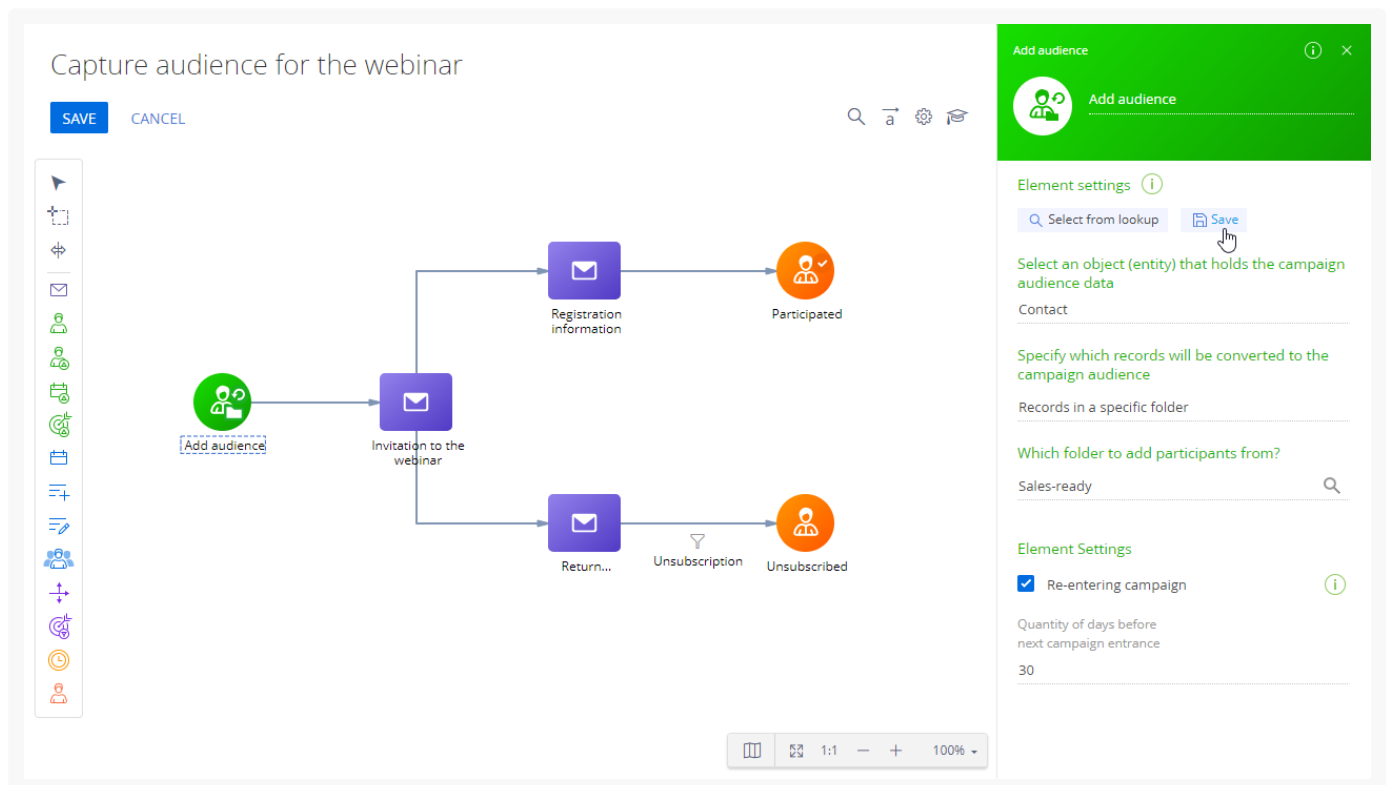 Capture audience for the webinar
SAVE
CANCEL
a
Add audience
Invitation to the
webinar
Registration
information
Participated
Return...
Unsubscription
Unsubscribed
1:1
100%
Add audience
Add audience
Element settings
Select from lookup
Save
Select an object (entity) that holds the campaign
audience data
Contact
Specify which records will be converted to the
campaign audience
Records in a specific folder
Which folder to add participants from?
Sales-ready
Element Settings
Re-entering campaign
Quantity of days before
next campaign entrance
30